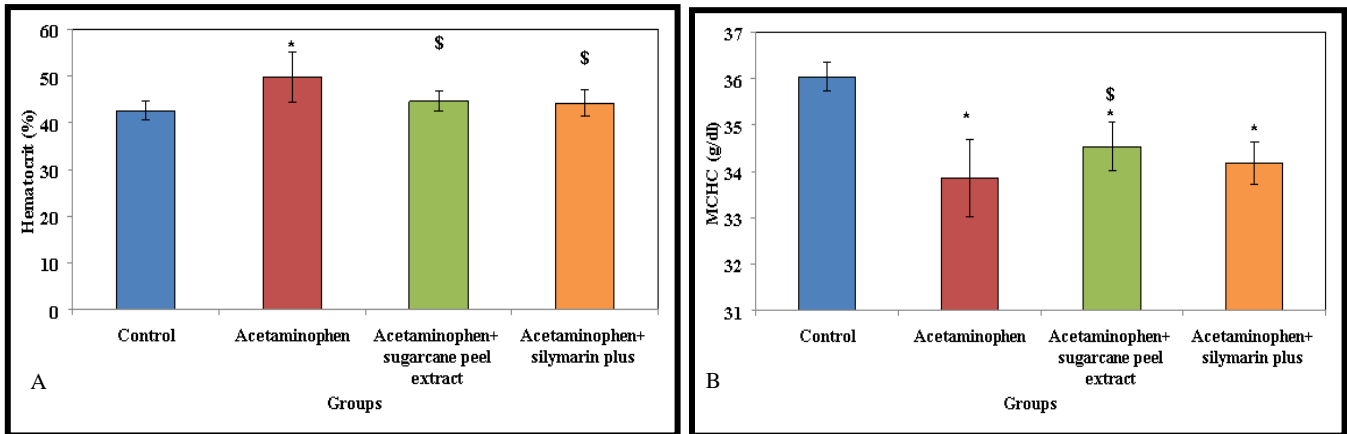 60
50
40
30
20
10
0
Hematocrit (%)
*
$
$
Control
Acetaminophen
Acetaminophen+
sugarcane peel
extract
Acetaminophen+
silymarin plus
A
Groups
37
36
35
34
33
32
31
MCHC (g/dl)
*
$
*
*
Control
Acetaminophen
Acetaminophen+
sugarcane peel
extract
Acetaminophen+
silymarin plus
B
Groups